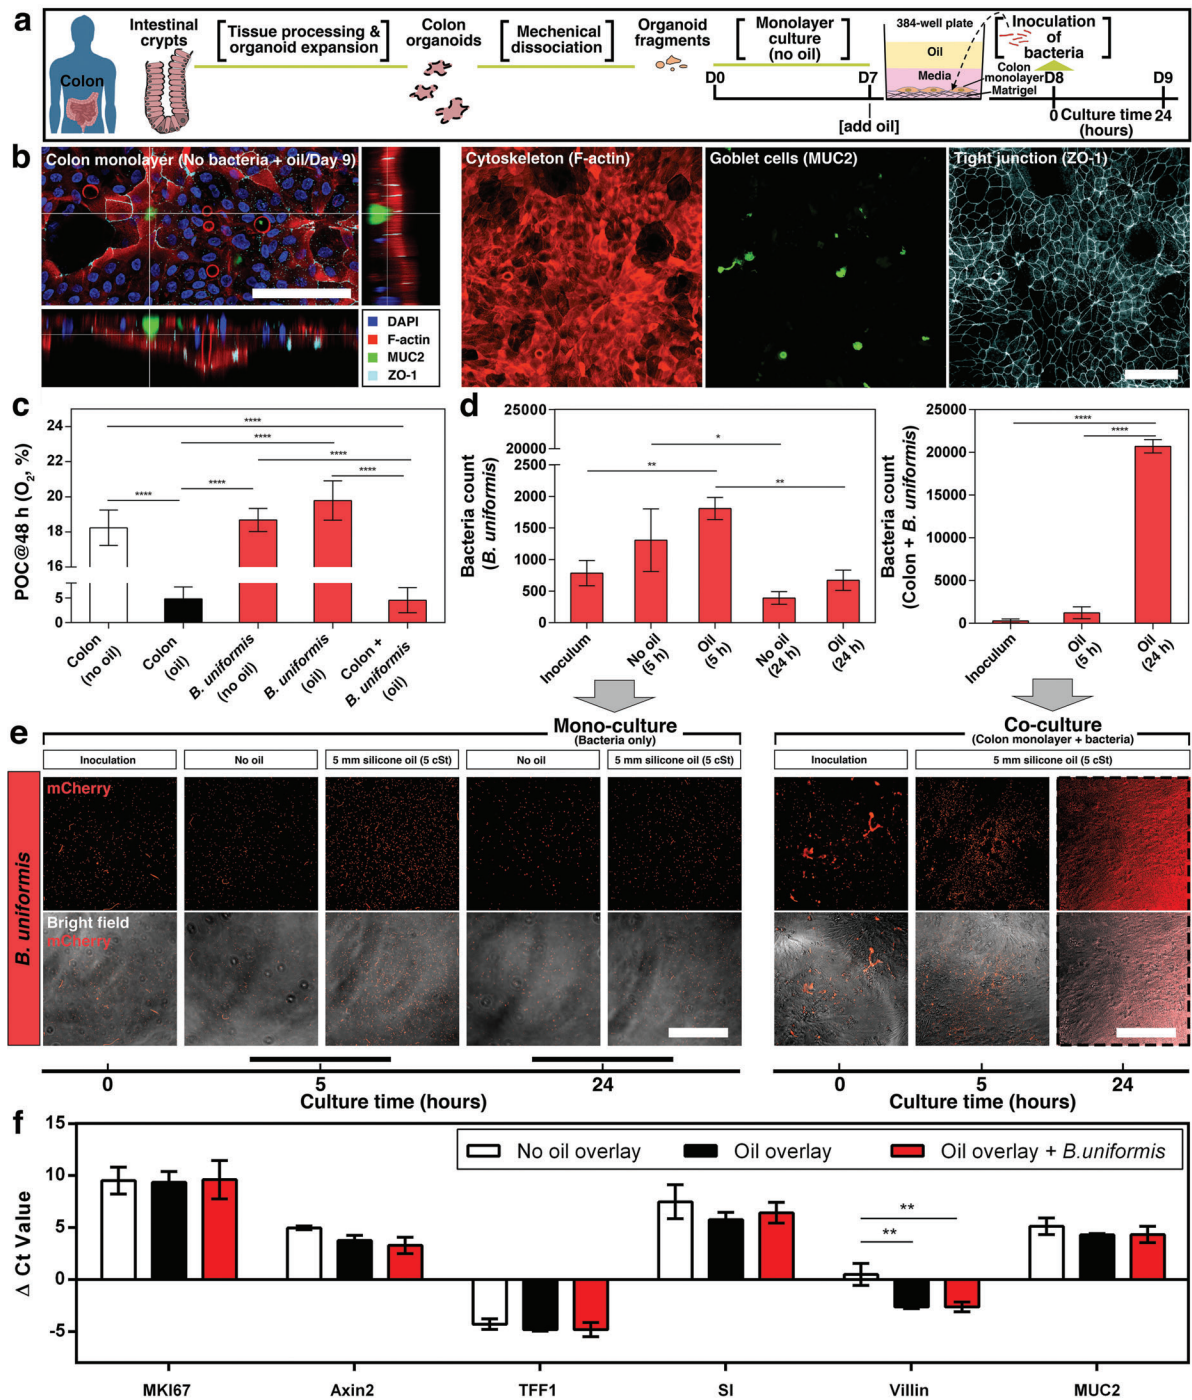 a
Colon
Intestinal
crypts
Tissue processing &
organoid expansion
Colon
organoids
Mechenical
dissociation
Organoid
fragments
Monolayer
culture
(no oil)
D0
D7
[add oil]
384-well plate
Oil
Media
Colon
monolayer
Matrigel
Inoculation
of
bacteria
D8
D9
0
Culture time
(hours)
24
b
Colon monolayer (No bacteria + oil/Day 9)
DAPI
F-actin
MUC2
ZO-1
Cytoskeleton (F-actin)
Goblet cells (MUC2)
Tight junction (ZO-1)
c
POC@48 h (O₂, %)
24
22
20
18
16
5
0
****
****
****
****
****
****
Colon
(no oil)
Colon
(oil)
B. uniformis
(no oil)
B. uniformis
(oil)
Colon +
B. uniformis
(oil)
d
Bacteria count
(B. uniformis)
25000
20000
2500
2000
1500
1000
500
0
*
**
**
Inoculum
No oil
(5 h)
Oil
(5 h)
No oil
(24 h)
Oil
(24 h)
Bacteria count
(Colon + B. uniformis)
25000
20000
15000
10000
5000
0
****
****
Inoculum
Oil
(5 h)
Oil
(24 h)
e
Mono-culture
(Bacteria only)
Co-culture
(Colon monolayer + bacteria)
Inoculation
No oil
5 mm silicone oil (5 cSt)
No oil
5 mm silicone oil (5 cSt)
Inoculation
5 mm silicone oil (5 cSt)
B. uniformis
mCherry
Bright field
mCherry
0
5
24
Culture time (hours)
0
5
24
Culture time (hours)
f
Δ Ct Value
15
10
5
0
-5
No oil overlay
Oil overlay
Oil overlay + B.uniformis
**
**
MKI67
Axin2
TFF1
SI
Villin
MUC2